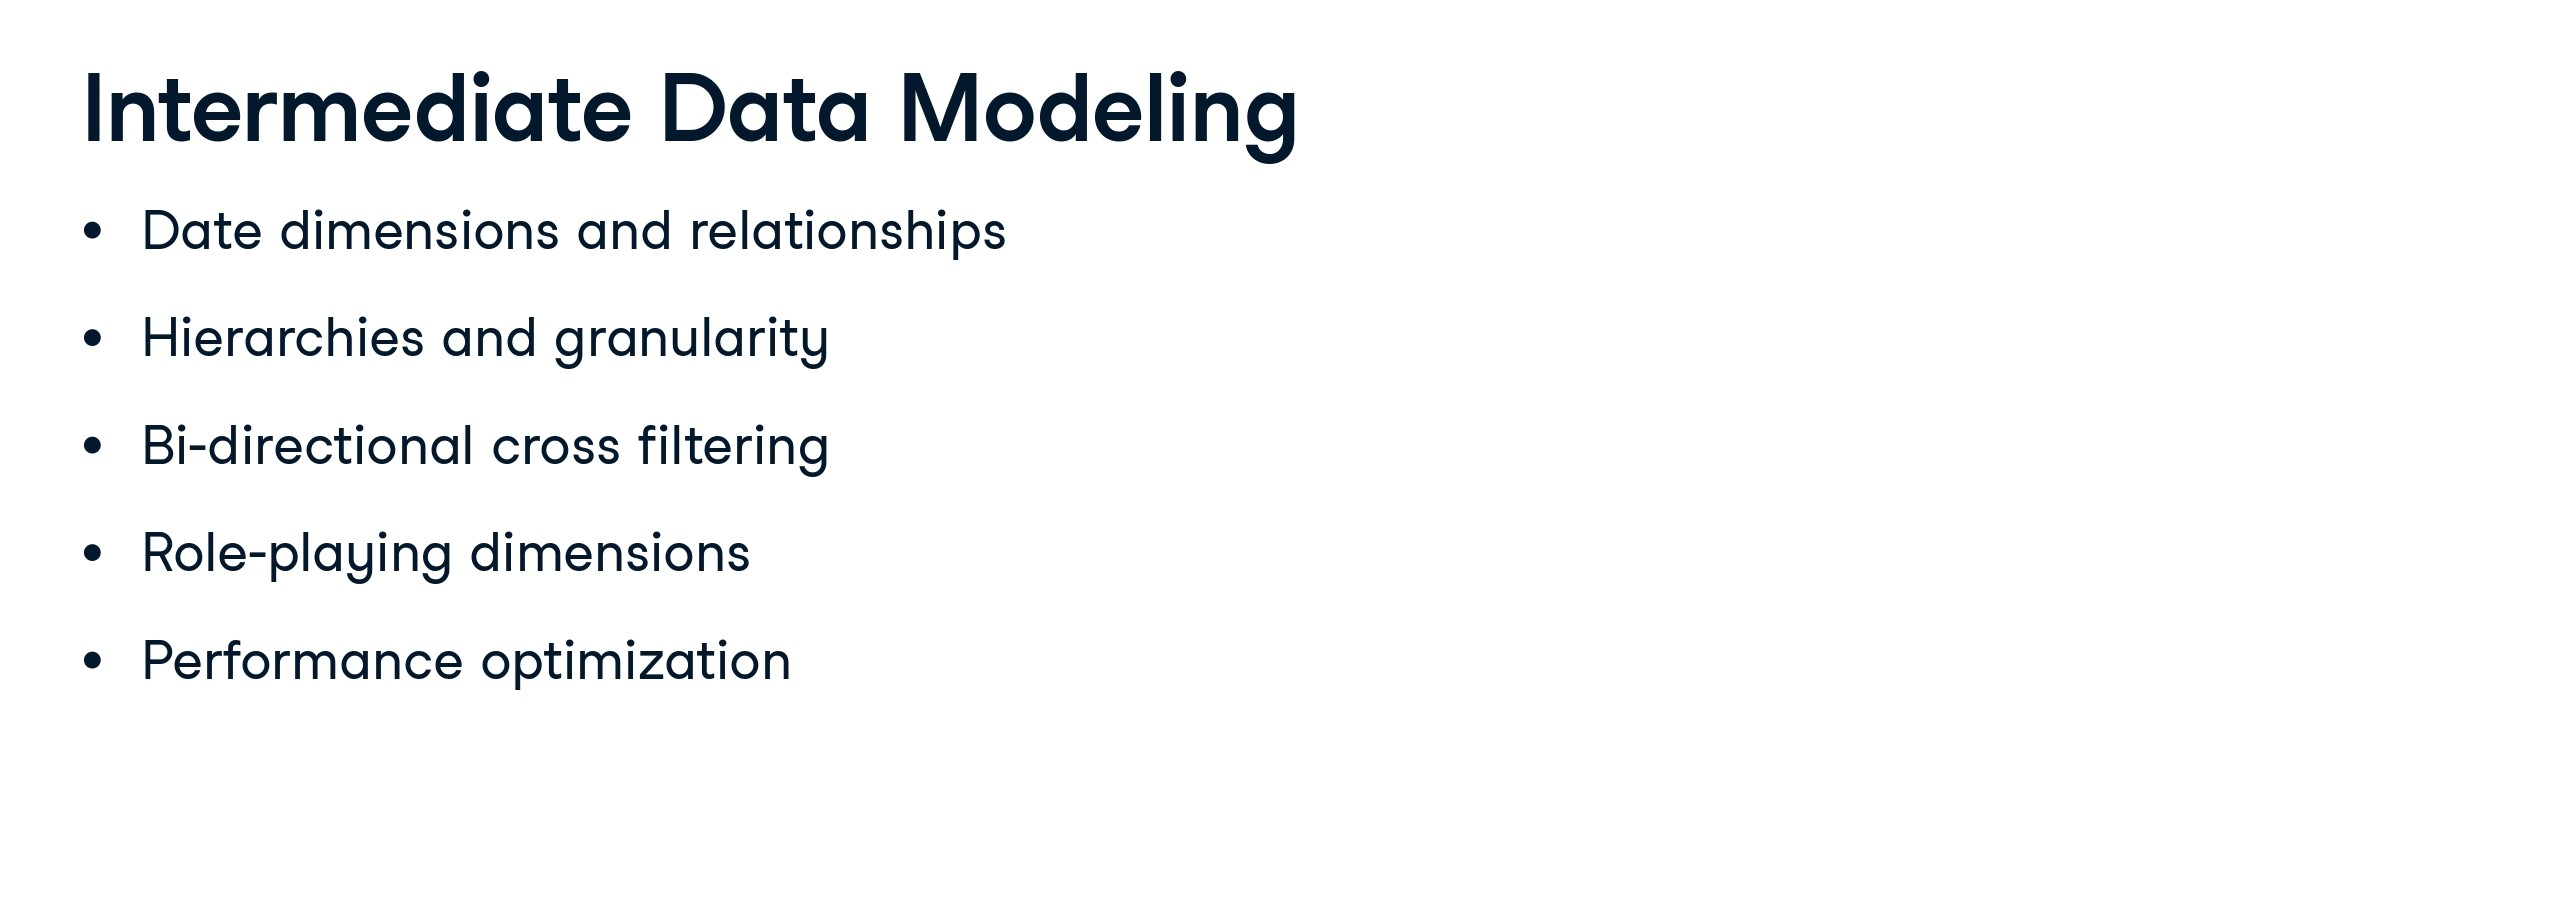 Intermediate Data Modeling
• Date dimensions and relationships
• Hierarchies and granularity
• Bi-directional cross filtering
• Role-playing dimensions
• Performance optimization